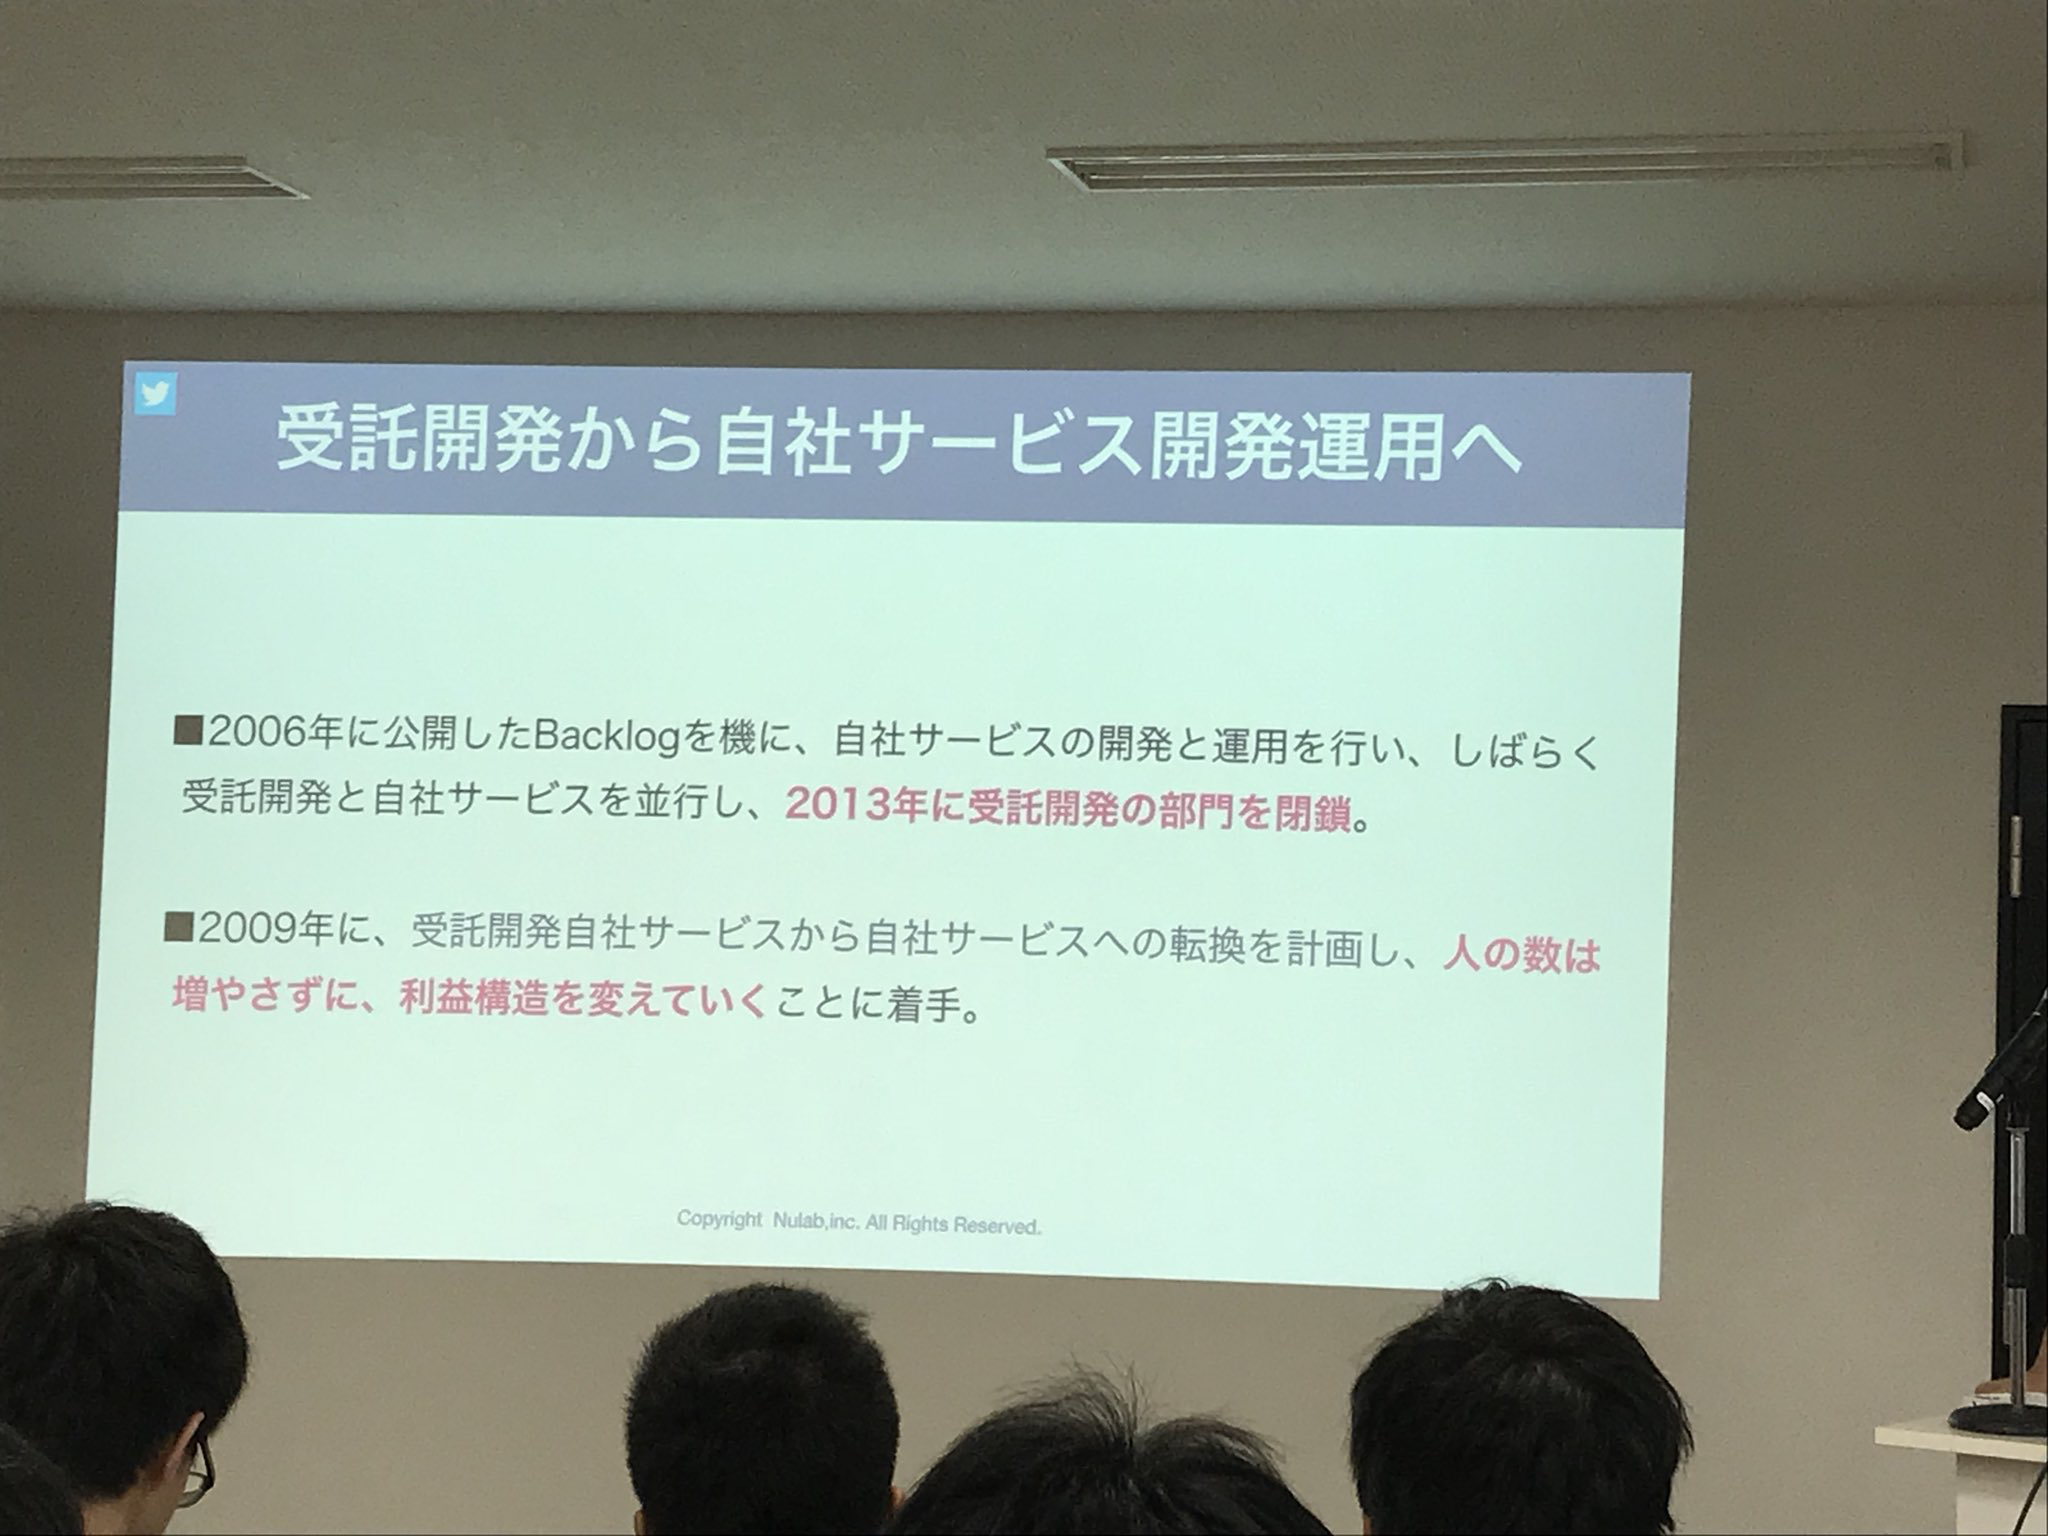 受託開発から自社サービス開発運用へ
■2006年に公開したBacklogを機に、自社サービスの開発と運用を行い、しばらく
受託開発と自社サービスを並行し、2013年に受託開発の部門を閉鎖。
■2009年に、受託開発自社サービスから自社サービスへの転換を計画し、人の数は
増やさずに、利益構造を変えていくことに着手。
Copyright Nulab,inc. All Rights Reserved.